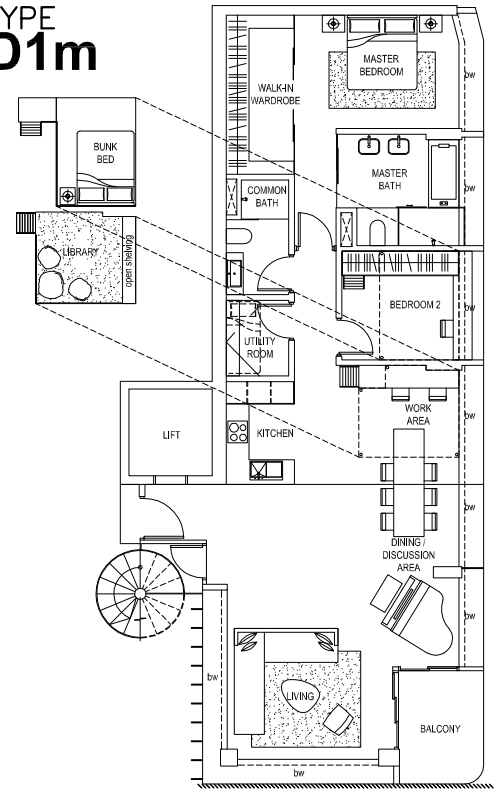 TYPE
D1m
MASTER
BEDROOM
bw
WALK-IN
WARDROBE
BUNK
BED
MASTER
BATH
bw
COMMON
BATH
LIBRARY
open shelving
BEDROOM 2
bw
UTILITY
ROOM
WORK
AREA
bw
LIFT
KITCHEN
bw
DINING /
DISCUSSION
AREA
bw
bw
LIVING
BALCONY
bw